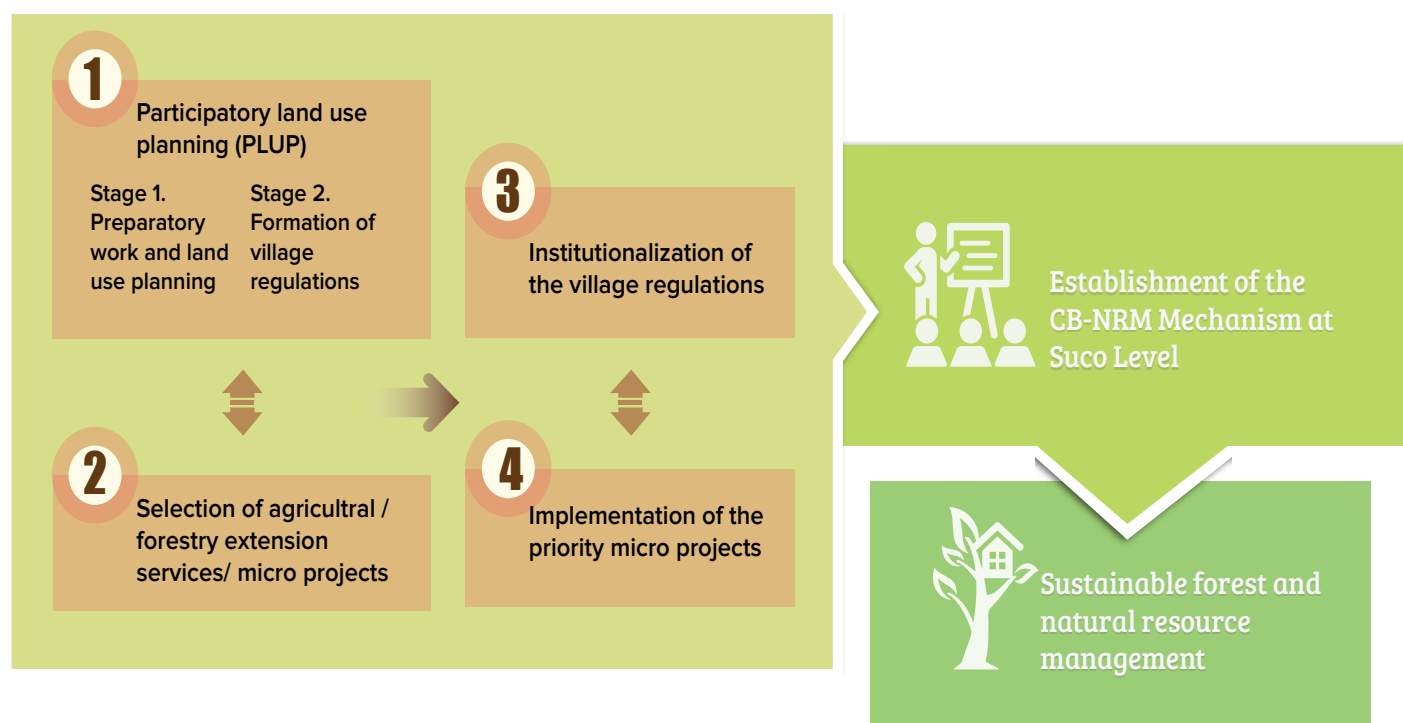 1
Participatory land use
planning (PLUP)
Stage 1.
Preparatory
work and land
use planning
Stage 2.
Formation of
village
regulations
2
Selection of agricultral /
forestry extension
services/ micro projects
3
Institutionalization of
the village regulations
4
Implementation of the
priority micro projects
Establishment of the
CB-NRM Mechanism at
Suco Level
Sustainable forest and
natural resource
management